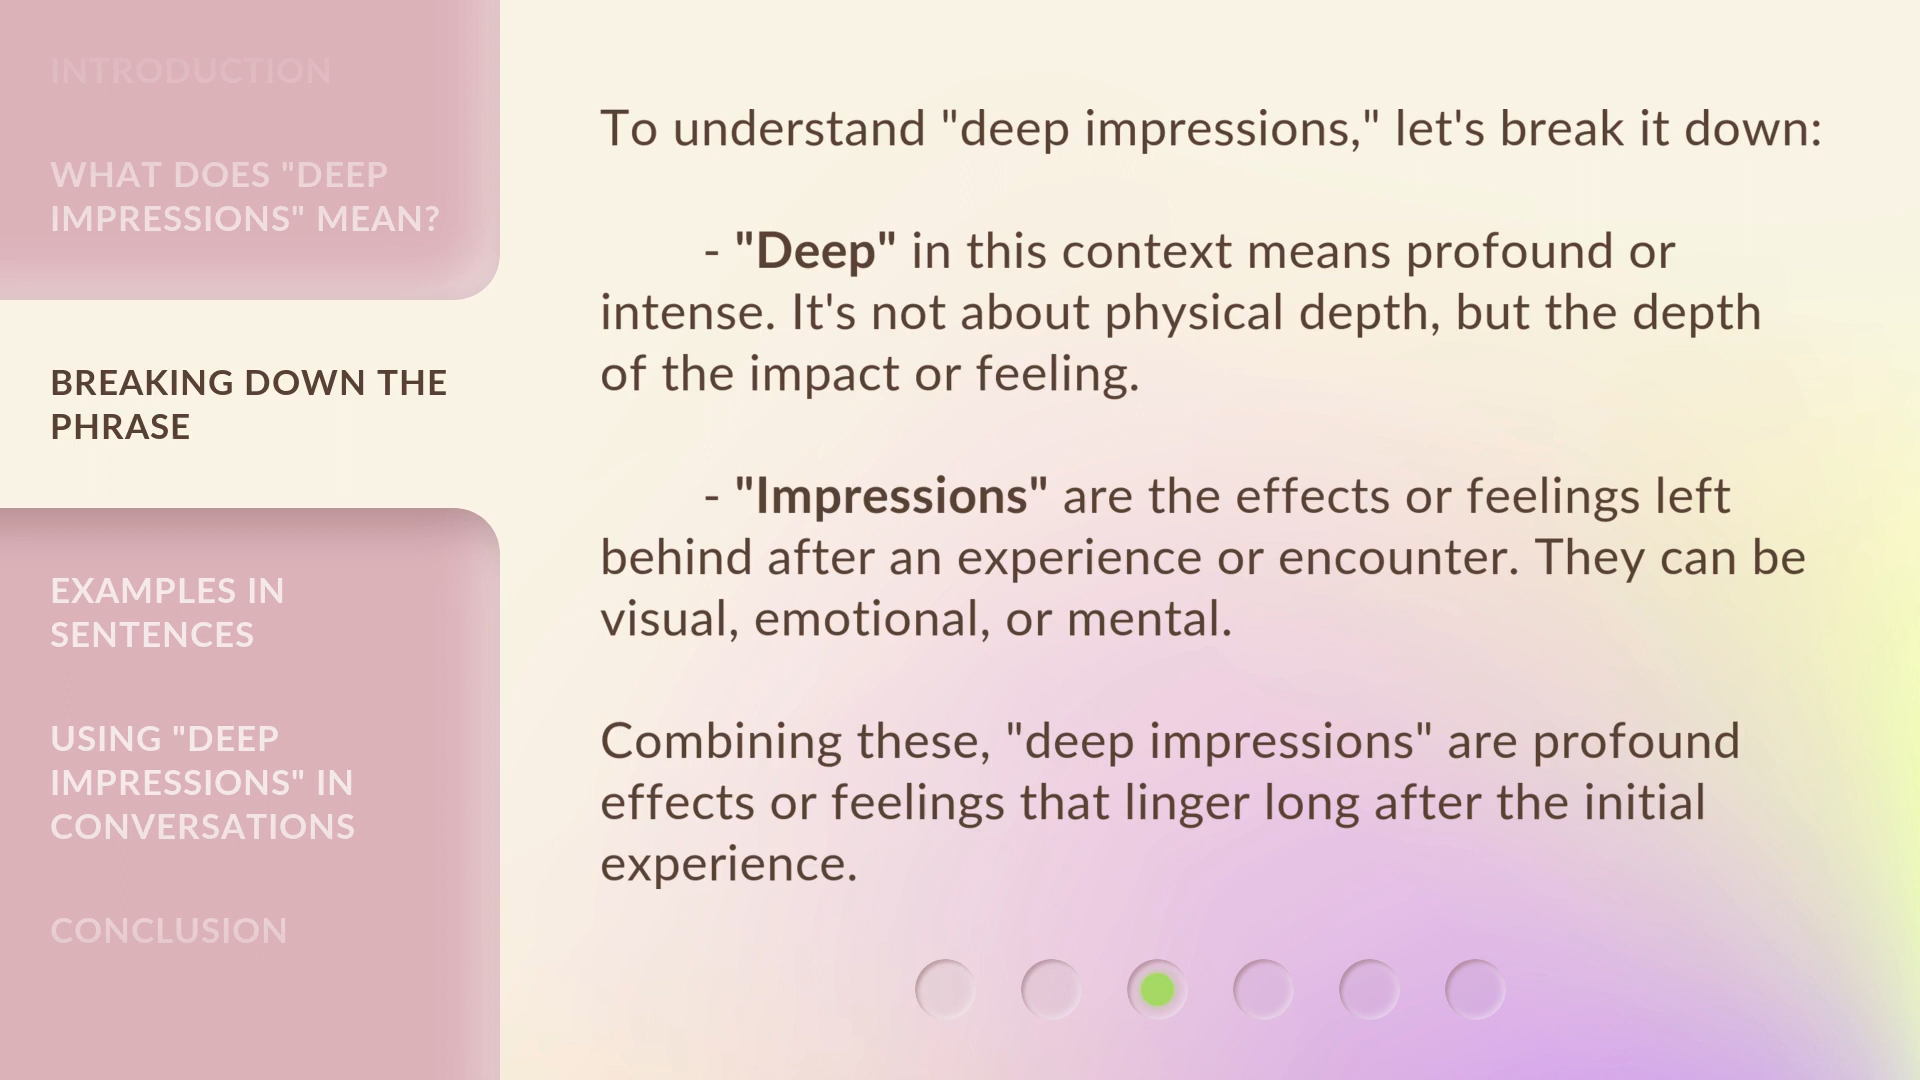 INTRODUCTION
WHAT DOES "DEEP
IMPRESSIONS" MEAN?
BREAKING DOWN THE
PHRASE
EXAMPLES IN
SENTENCES
USING "DEEP
IMPRESSIONS" IN
CONVERSATIONS
CONCLUSION
To understand "deep impressions," let's break it down:
- "Deep" in this context means profound or
intense. It's not about physical depth, but the depth
of the impact or feeling.
- "Impressions" are the effects or feelings left
behind after an experience or encounter. They can be
visual, emotional, or mental.
Combining these, "deep impressions" are profound
effects or feelings that linger long after the initial
experience.